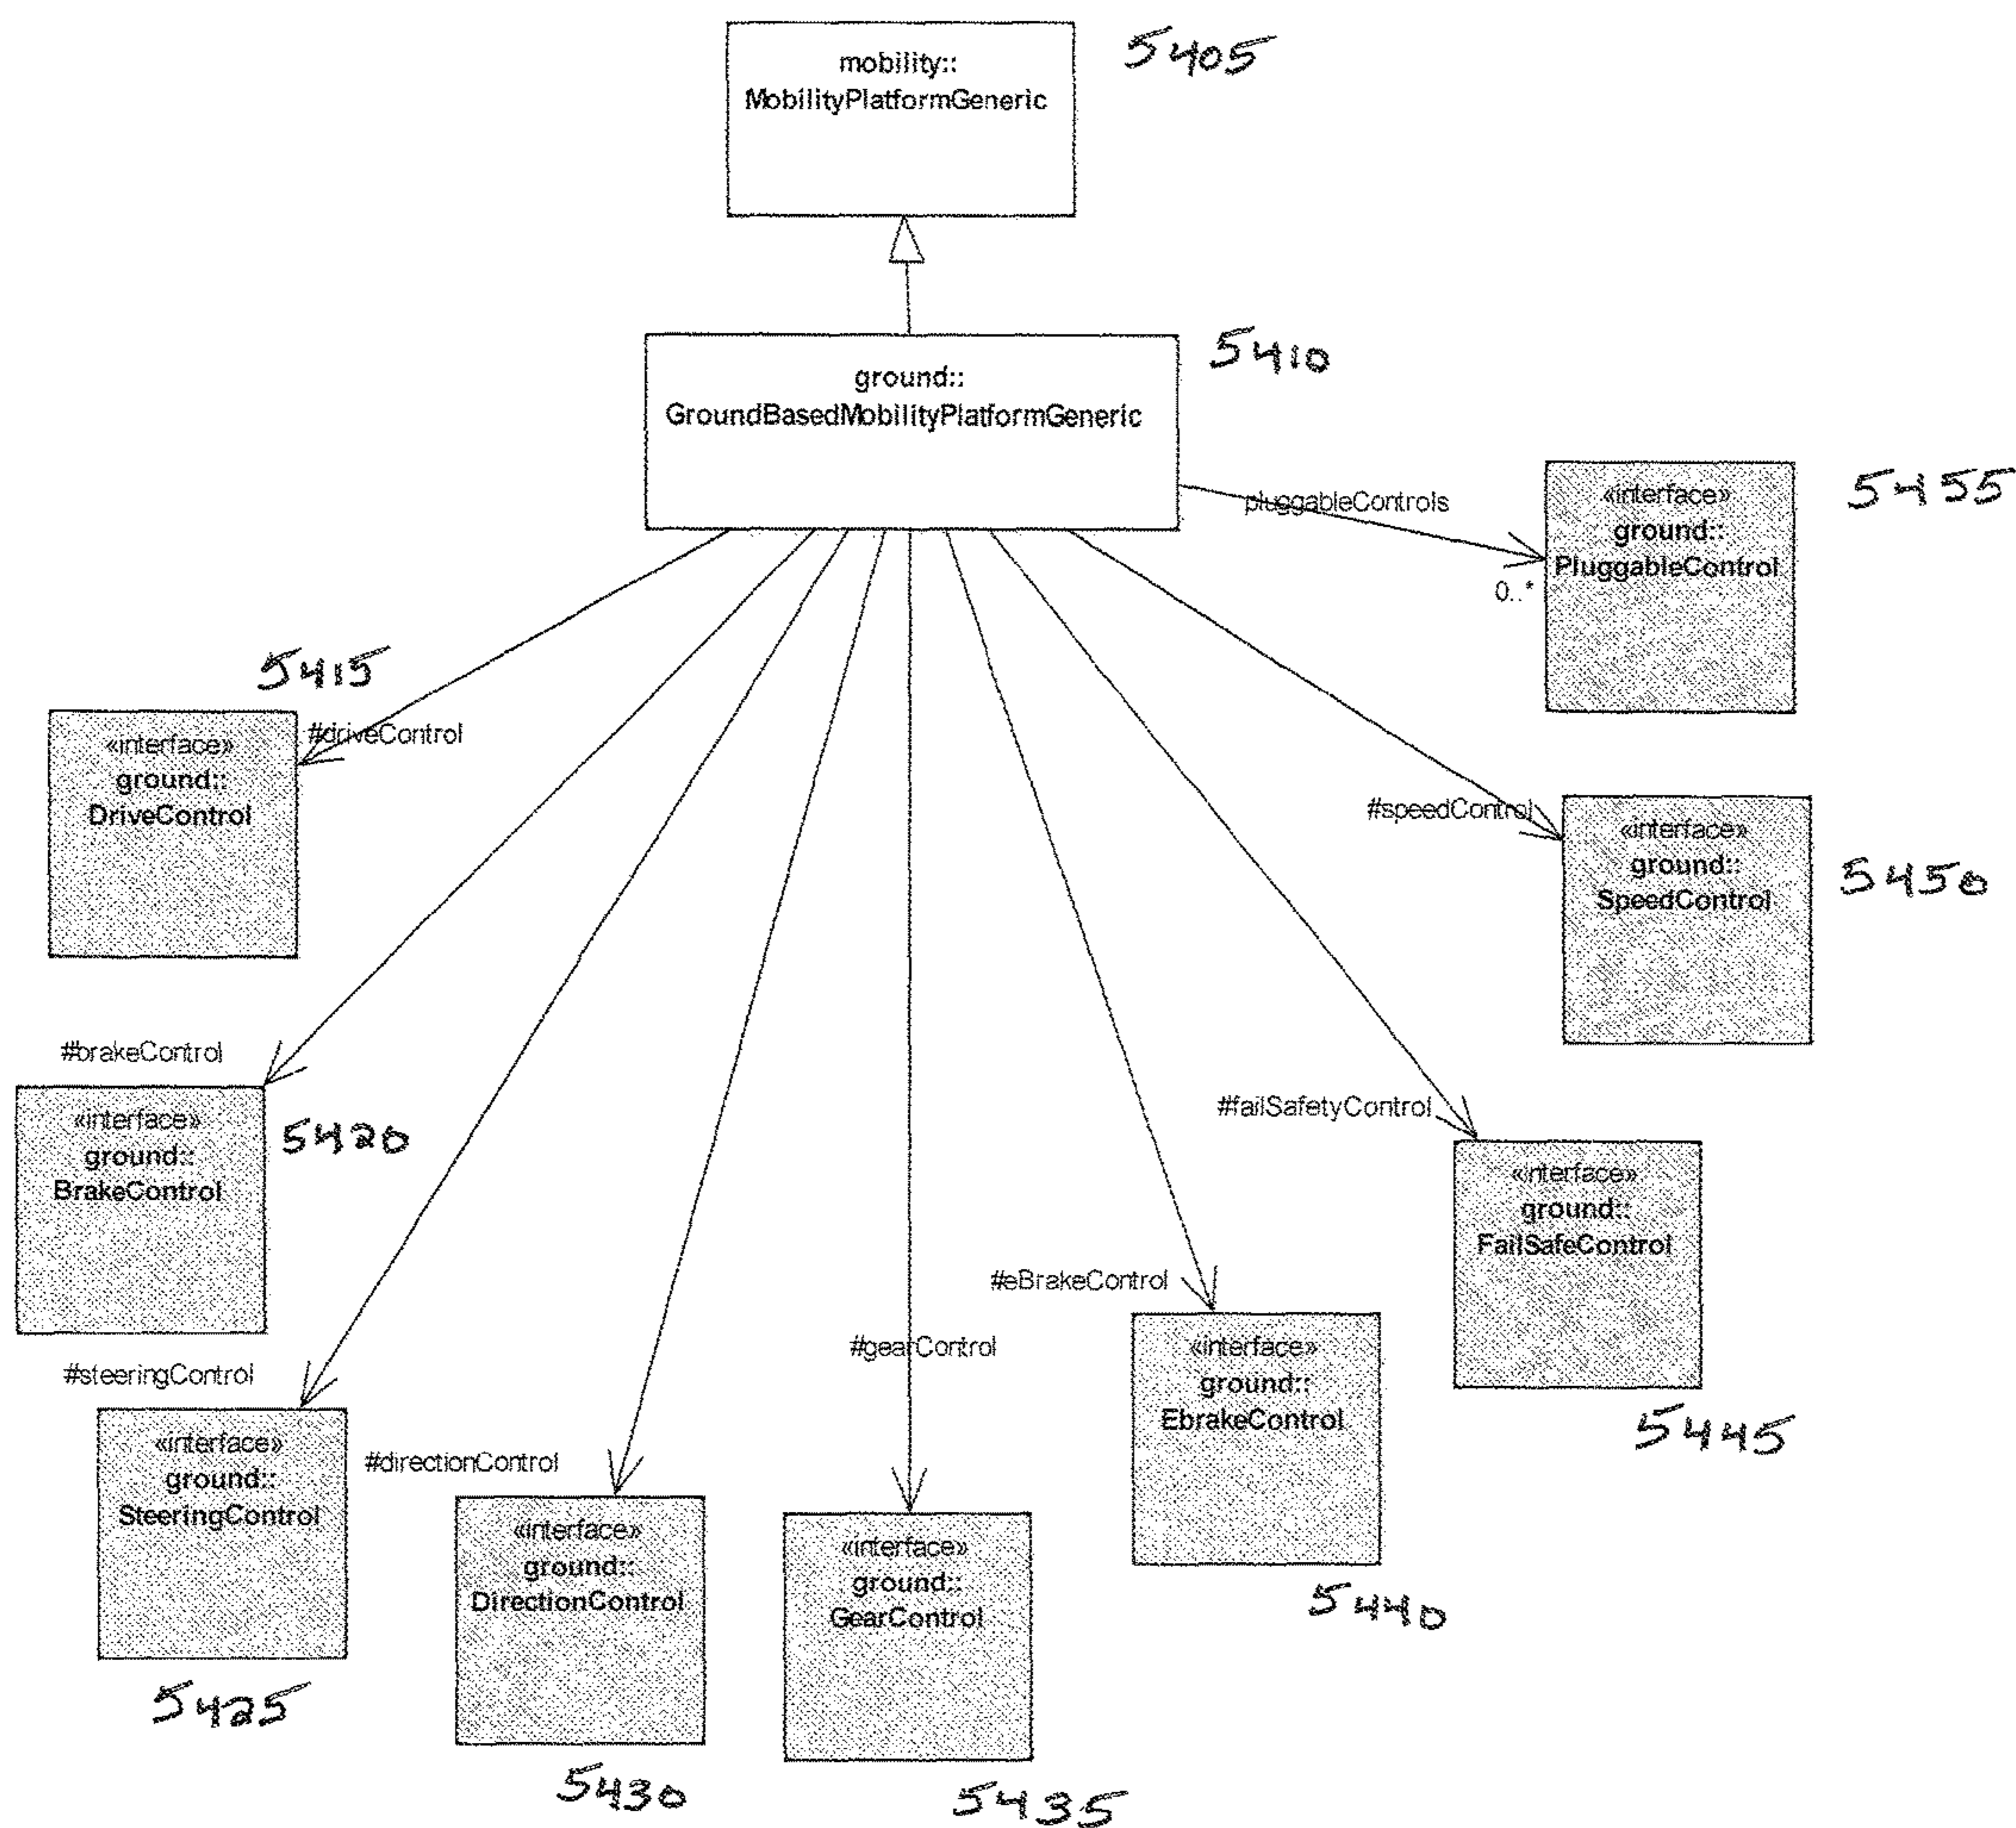 mobility::
MobilityPlatformGeneric
5405
ground::
GroundBasedMobilityPlatformGeneric
5410
pluggableControls
0..*
«interface»
ground::
PluggableControl
5455
5415
#driveControl
«interface»
ground::
DriveControl
#speedControl
«interface»
ground::
SpeedControl
5450
#brakeControl
«interface»
ground::
BrakeControl
5420
#failSafetyControl
«interface»
ground::
FailSafeControl
5445
#eBrakeControl
«interface»
ground::
EbrakeControl
5440
#steeringControl
«interface»
ground::
SteeringControl
5425
#directionControl
«interface»
ground::
DirectionControl
5430
#gearControl
«interface»
ground::
GearControl
5435